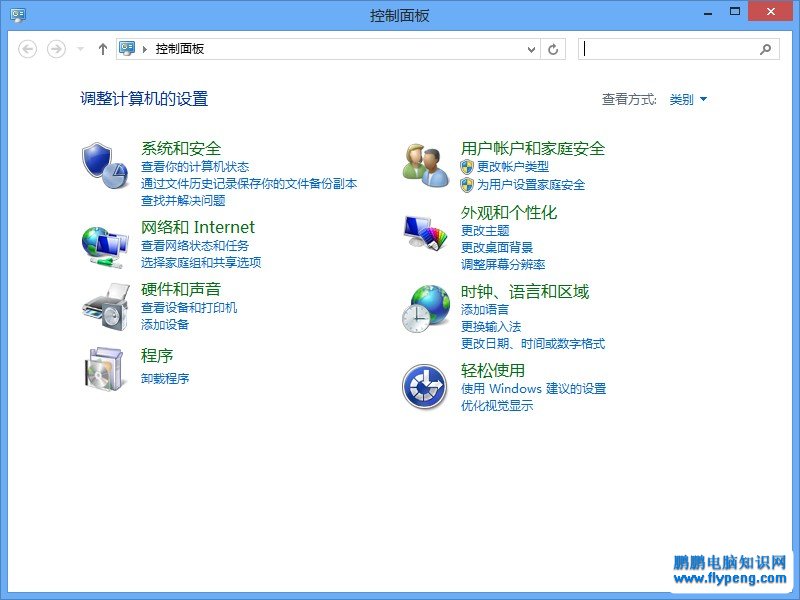 控制面板
控制面板
调整计算机的设置
查看方式: 类别
系统和安全
查看你的计算机状态
通过文件历史记录保存你的文件备份副本
查找并解决问题
网络和 Internet
查看网络状态和任务
选择家庭组和共享选项
硬件和声音
查看设备和打印机
添加设备
程序
卸载程序
用户帐户和家庭安全
更改帐户类型
为用户设置家庭安全
外观和个性化
更改主题
更改桌面背景
调整屏幕分辨率
时钟、语言和区域
添加语言
更换输入法
更改日期、时间或数字格式
轻松使用
使用 Windows 建议的设置
优化视觉显示
鹏鹏电脑知识网
www.flypeng.com